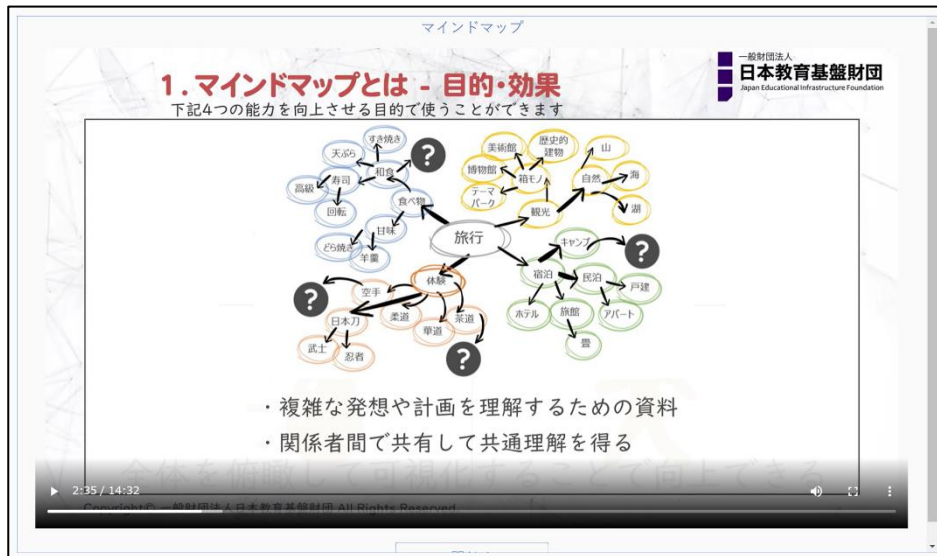 マインドマップ
一般財団法人
日本教育基盤財団
Japan Educational Infrastructure Foundation
1.マインドマップとは - 目的・効果
下記4つの能力を向上させる目的で使うことができます
すき焼き
天ぷら
和食
?
高級
寿司
回転
食べ物
甘味
どら焼き
羊羹
美術館
歴史的
建物
博物館
箱モノ
テーマ
パーク
観光
山
自然
海
湖
旅行
キャンプ
?
宿泊
民泊
戸建
ホテル
旅館
アパート
畳
体験
空手
?
日本刀
柔道
華道
茶道
武士
忍者
?
・複雑な発想や計画を理解するための資料
・関係者間で共有して共通理解を得る
全体を俯瞰して可視化することで向上できる
2:35 / 14:32
Copyright© 一般財団法人日本教育基盤財団 All Rights Reserved.